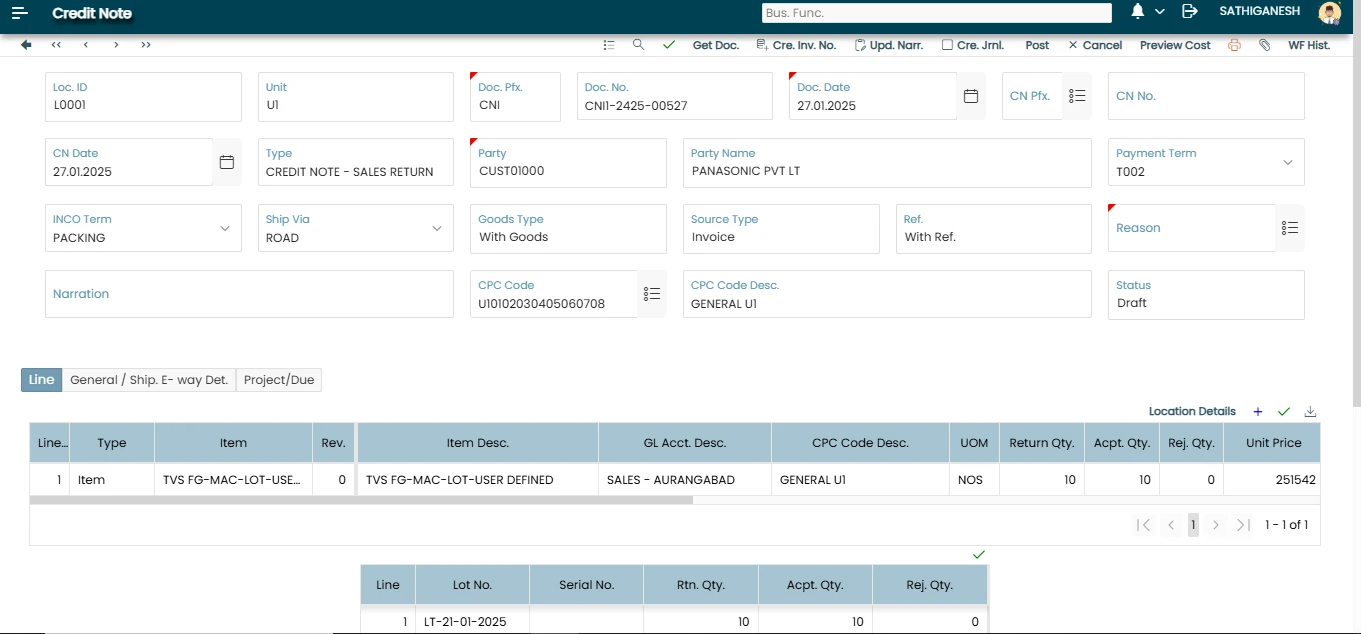 Credit Note
Bus. Func.
SATHIGANESH
Get Doc. Cre. Inv. No. Upd. Narr. Cre. Jrnl. Post Cancel Preview Cost WF Hist.
Loc. ID Unit Doc. Pfx. Doc. No. Doc. Date CN Pfx. CN No.
L0001 U1 CNI CNI1-2425-00527 27.01.2025
CN Date Type Party Party Name Payment Term
27.01.2025 CREDIT NOTE - SALES RETURN CUST01000 PANASONIC PVT LT T002
INCO Term Ship Via Goods Type Source Type Ref. Reason
PACKING ROAD With Goods Invoice With Ref.
Narration CPC Code CPC Code Desc. Status
U10102030405060708 GENERAL U1 Draft
Line General / Ship. E- way Det. Project/Due
Location Details
Line... Type Item Rev. Item Desc. GL Acct. Desc. CPC Code Desc. UOM Return Qty. Acpt. Qty. Rej. Qty. Unit Price
1 Item TVS FG-MAC-LOT-USE... 0 TVS FG-MAC-LOT-USER DEFINED SALES - AURANGABAD GENERAL U1 NOS 10 10 0 251542
1 1 - 1 of 1
Line Lot No. Serial No. Rtn. Qty. Acpt. Qty. Rej. Qty.
1 LT-21-01-2025 10 10 0